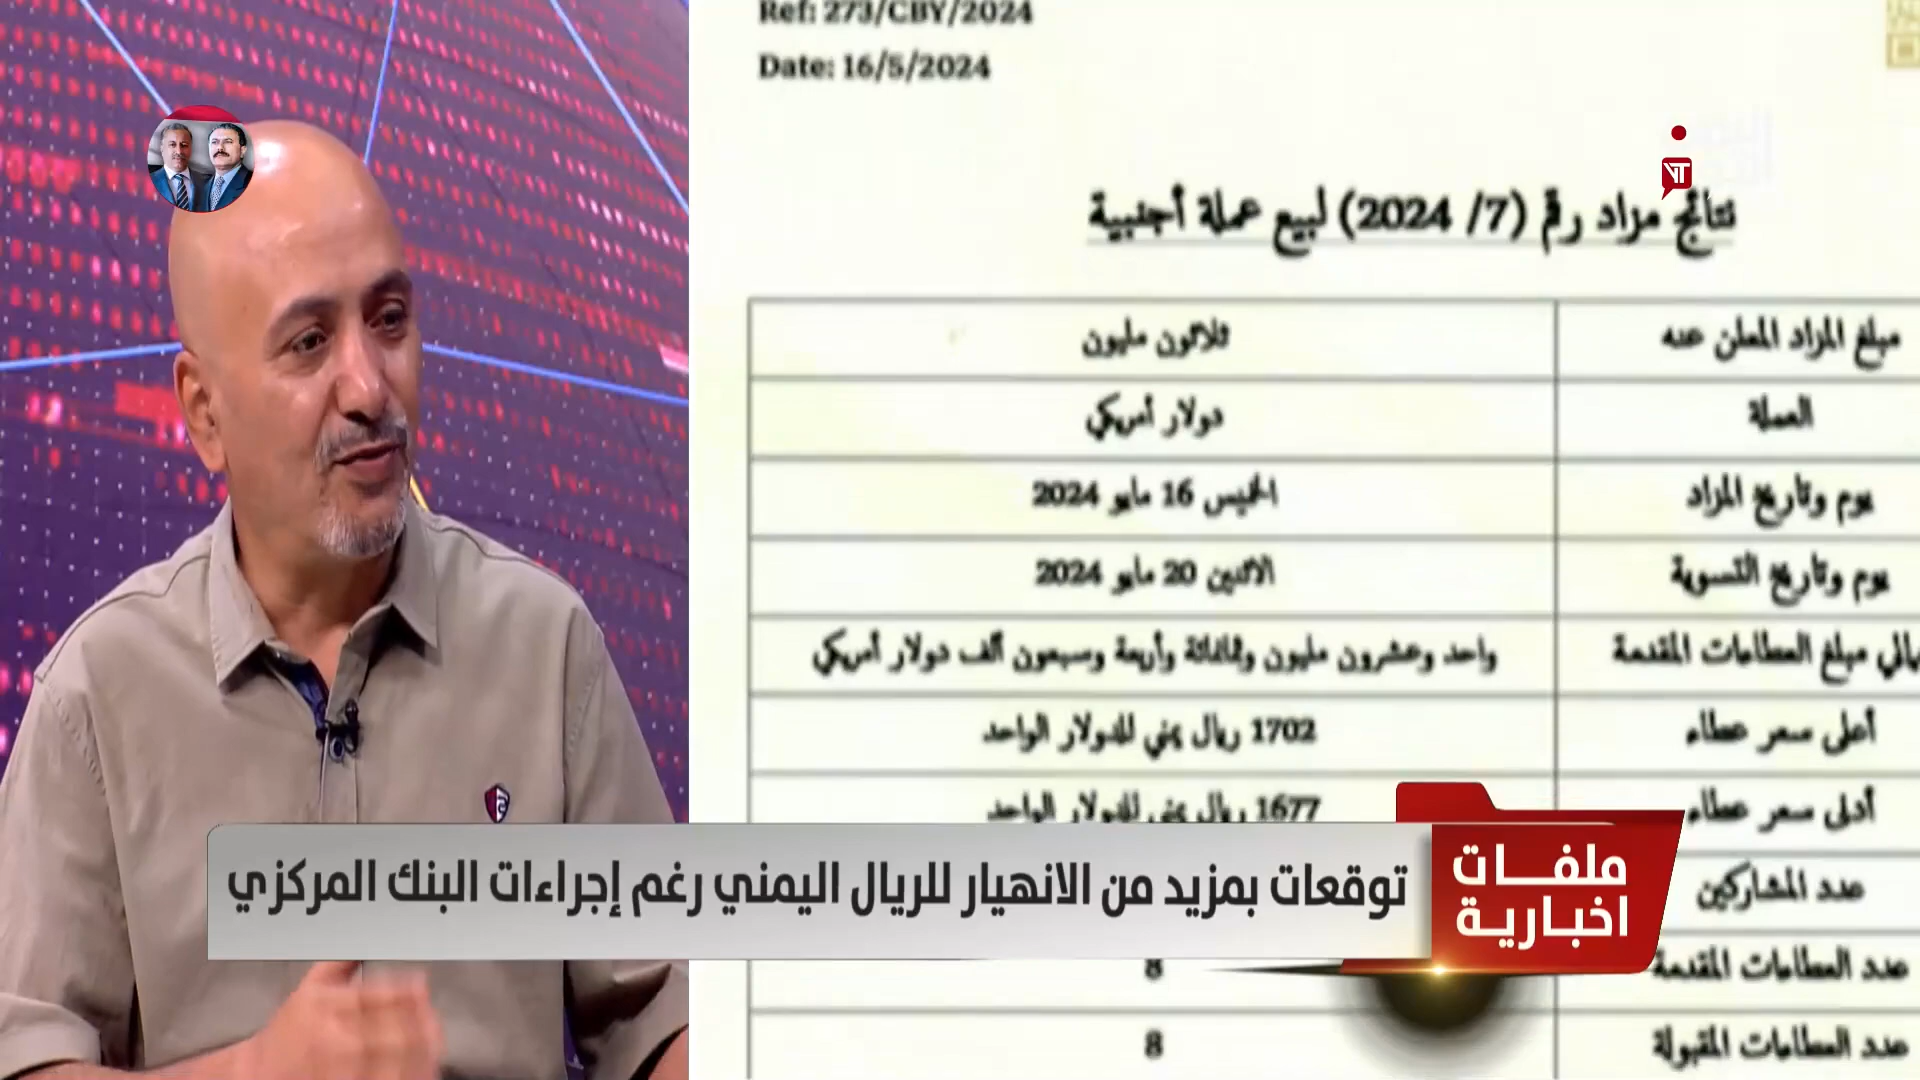 Ref: 273/CBY/2024
Date: 16/5/2024
نتائج مزاد رقم (7/ 2024) لبيع عملة أجنبية
مبلغ المزاد المعلن عنه ثلاثون مليون
العملة دولار أمريكي
يوم وتاريخ المزاد الخميس 16 مايو 2024
يوم وتاريخ التسوية الاثنين 20 مايو 2024
مبلغ العطاءات المقدمة واحد وعشرون مليون وثمانمائة وأربعة وسبعون ألف دولار أمريكي
أعلى سعر عطاء 1702 ريال يمني للدولار الواحد
أدنى سعر عطاء 1677 ريال يمني للدولار الواحد
عدد المشاركين
عدد العطاءات المقدمة 8
عدد العطاءات المقبولة 8
ملفات
اخبارية
توقعات بمزيد من الانهيار للريال اليمني رغم إجراءات البنك المركزي